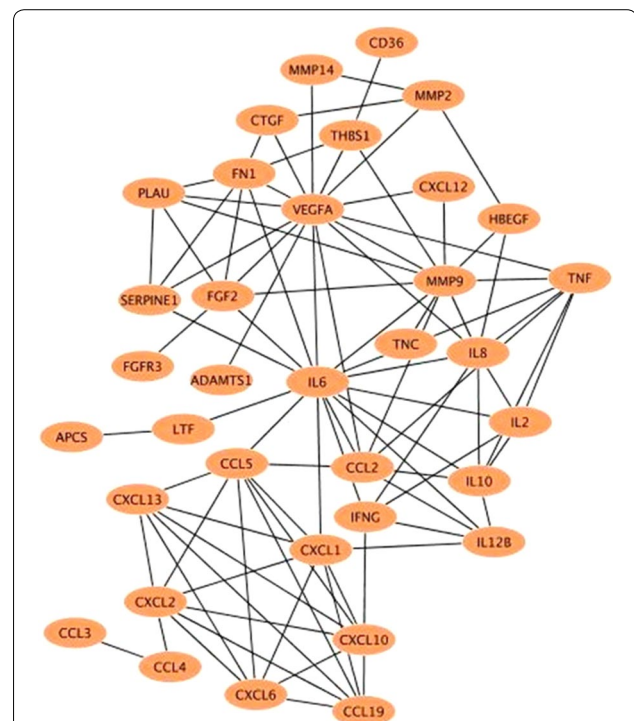 CD36
MMP14
MMP2
CTGF
THBS1
FN1
PLAU
CXCL12
VEGFA
HBEGF
MMP9
TNF
SERPINE1
FGF2
TNC
IL8
FGFR3
ADAMTS1
IL6
IL2
APCS
LTF
CCL5
CCL2
IL10
CXCL13
IFNG
IL12B
CXCL1
CXCL2
CCL3
CXCL10
CCL4
CXCL6
CCL19